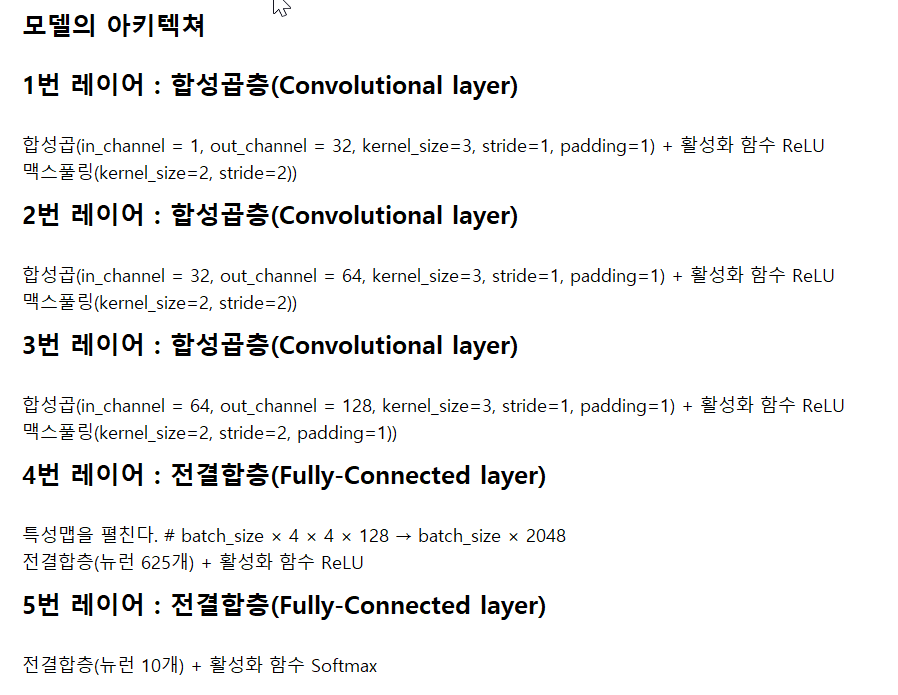 모델의 아키텍쳐
1번 레이어 : 합성곱층(Convolutional layer)
합성곱(in_channel = 1, out_channel = 32, kernel_size=3, stride=1, padding=1) + 활성화 함수 ReLU
맥스풀링(kernel_size=2, stride=2))
2번 레이어 : 합성곱층(Convolutional layer)
합성곱(in_channel = 32, out_channel = 64, kernel_size=3, stride=1, padding=1) + 활성화 함수 ReLU
맥스풀링(kernel_size=2, stride=2))
3번 레이어 : 합성곱층(Convolutional layer)
합성곱(in_channel = 64, out_channel = 128, kernel_size=3, stride=1, padding=1) + 활성화 함수 ReLU
맥스풀링(kernel_size=2, stride=2, padding=1))
4번 레이어 : 전결합층(Fully-Connected layer)
특성맵을 펼친다. # batch_size × 4 × 4 × 128 → batch_size × 2048
전결합층(뉴런 625개) + 활성화 함수 ReLU
5번 레이어 : 전결합층(Fully-Connected layer)
전결합층(뉴런 10개) + 활성화 함수 Softmax